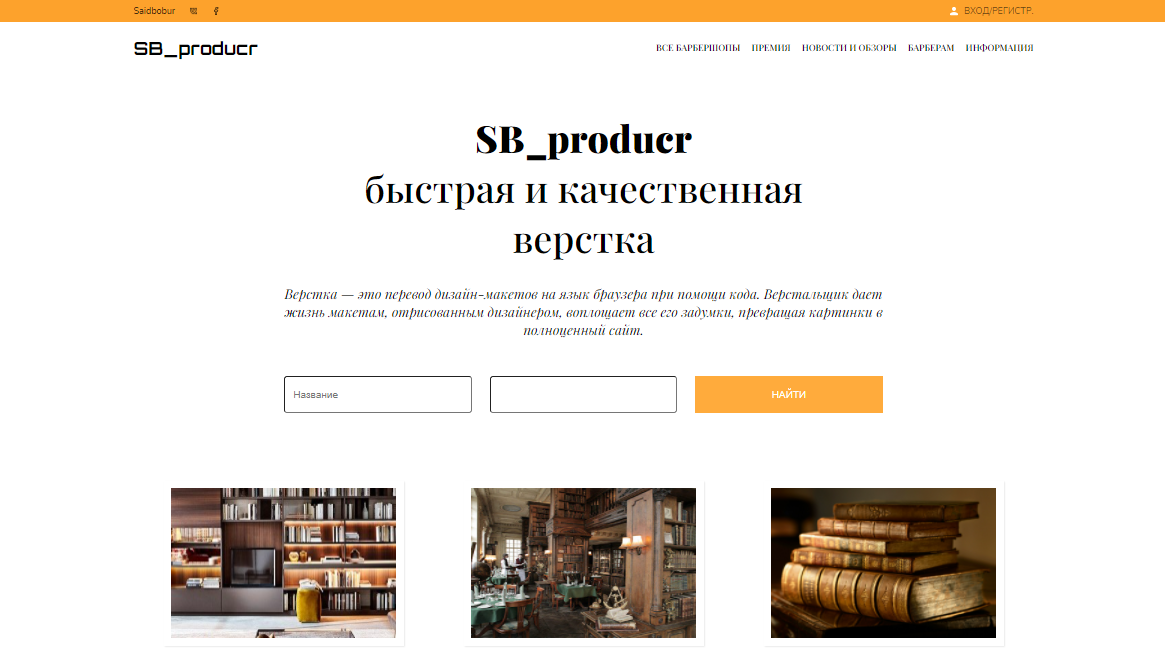 Saidbobur
ВХОД/РЕГИСТР.
SB_producr
ВСЕ БАРБЕРШОПЫ ПРЕМИЯ НОВОСТИ И ОБЗОРЫ БАРБЕРАМ ИНФОРМАЦИЯ
SB_producr
быстрая и качественная
верстка
Верстка — это перевод дизайн-макетов на язык браузера при помощи кода. Верстальщик дает
жизнь макетам, отрисованным дизайнером, воплощает все его задумки, превращая картинки в
полноценный сайт.
Название
НАЙТИ